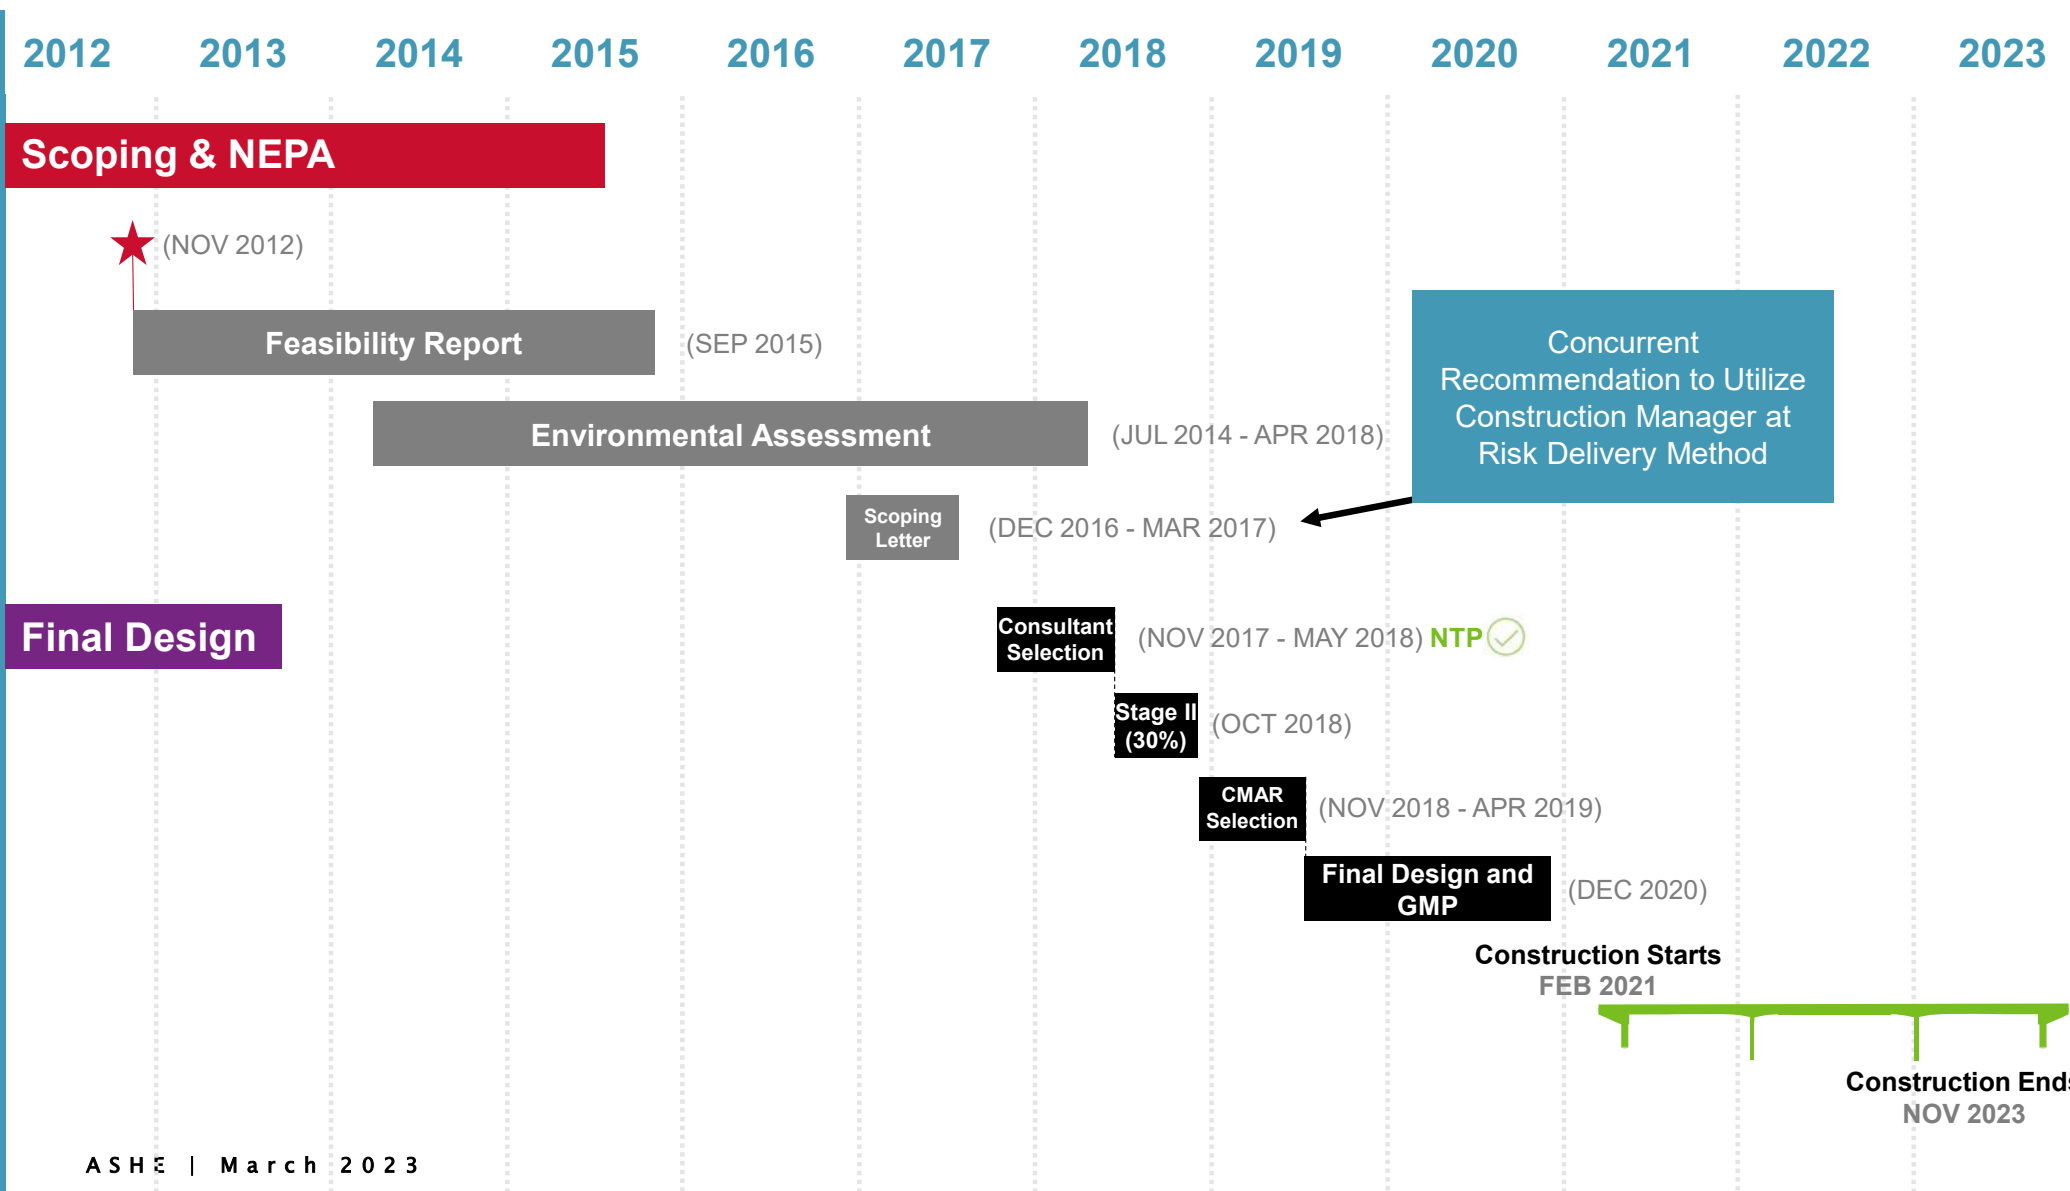 2012 2013 2014 2015 2016 2017 2018 2019 2020 2021 2022 2023
Scoping & NEPA
(NOV 2012)
Feasibility Report (SEP 2015)
Concurrent
Recommendation to Utilize
Construction Manager at
Risk Delivery Method
Environmental Assessment (JUL 2014 - APR 2018)
Scoping
Letter
(DEC 2016 - MAR 2017)
Final Design
Consultant
Selection
(NOV 2017 - MAY 2018) NTP
Stage II
(30%)
(OCT 2018)
CMAR
Selection
(NOV 2018 - APR 2019)
Final Design and
GMP
(DEC 2020)
Construction Starts
FEB 2021
Construction Ends
NOV 2023
ASHE | March 2023